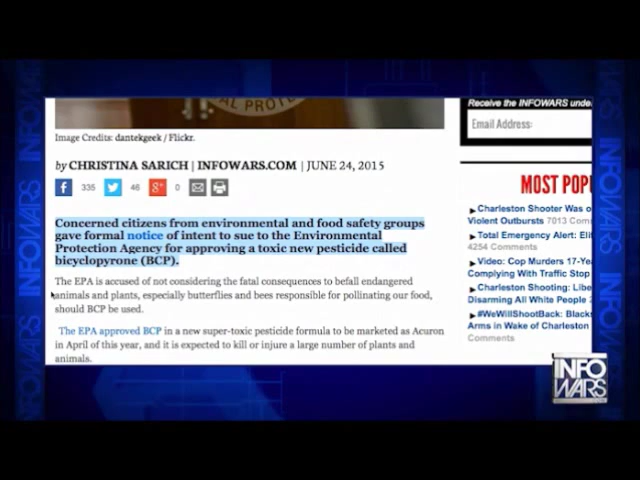 INFOWARS
AL PROTE
Image Credits: dantekgeek / Flickr.
by CHRISTINA SARICH | INFOWARS.COM | JUNE 24, 2015
335
46
0
Concerned citizens from environmental and food safety groups
gave formal notice of intent to sue to the Environmental
Protection Agency for approving a toxic new pesticide called
bicyclopyrone (BCP).
The EPA is accused of not considering the fatal consequences to befall endangered
animals and plants, especially butterflies and bees responsible for pollinating our food,
should BCP be used.
The EPA approved BCP in a new super-toxic pesticide formula to be marketed as Acuron
in April of this year, and it is expected to kill or injure a large number of plants and
animals.
Receive the INFOWARS unde
Email Address:
MOST POP
Charleston Shooter Was o
Violent Outbursts 7013 Com
Total Emergency Alert: Eli
4254 Comments
Video: Cop Murders 17-Yea
Complying With Traffic Stop
Charleston Shooting: Libe
Disarming All White People
#WeWillShootBack: Black
Arms in Wake of Charleston
Comments
INFO
WARS
.COM